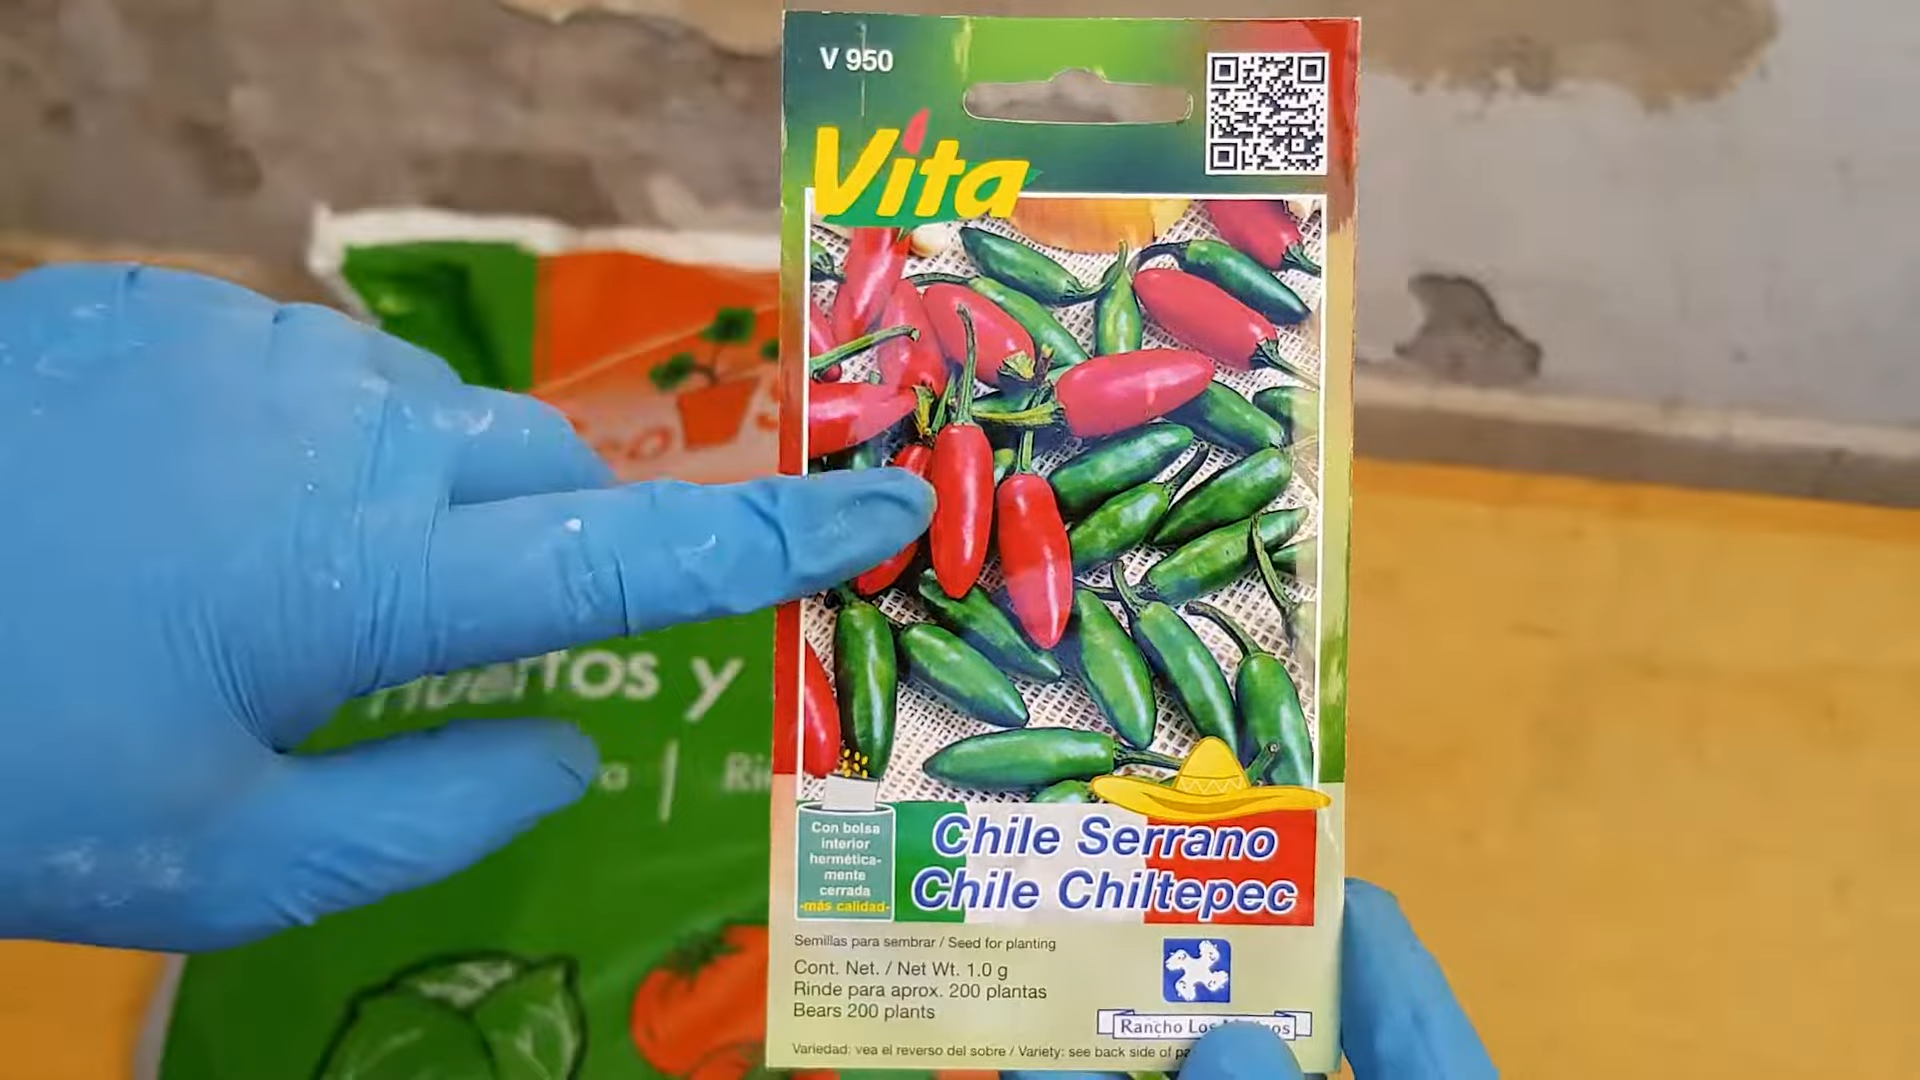 V 950
Vita
Con bolsa
interior
hermética-
mente
cerrada
-más calidad-
Chile Serrano
Chile Chiltepec
Semillas para sembrar / Seed for planting
Cont. Net. / Net Wt. 1.0 g
Rinde para aprox. 200 plantas
Bears 200 plants
Rancho Los
Variedad: vea el reverso del sobre / Variety: see back side of
Huertos y